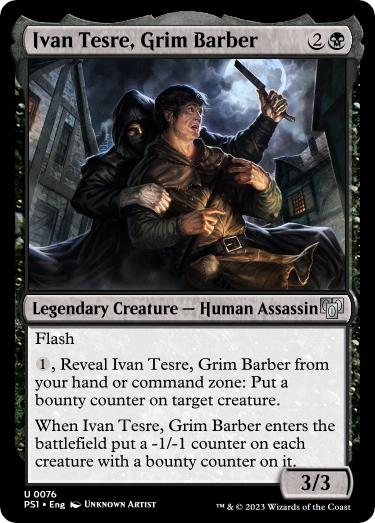 Ivan Tesre, Grim Barber 2
Legendary Creature — Human Assassin
Flash
1 , Reveal Ivan Tesre, Grim Barber from
your hand or command zone: Put a
bounty counter on target creature.
When Ivan Tesre, Grim Barber enters the
battlefield put a -1/-1 counter on each
creature with a bounty counter on it.
3/3
U 0076
PS1 • Eng Unknown Artist
™ & © 2023 Wizards of the Coast